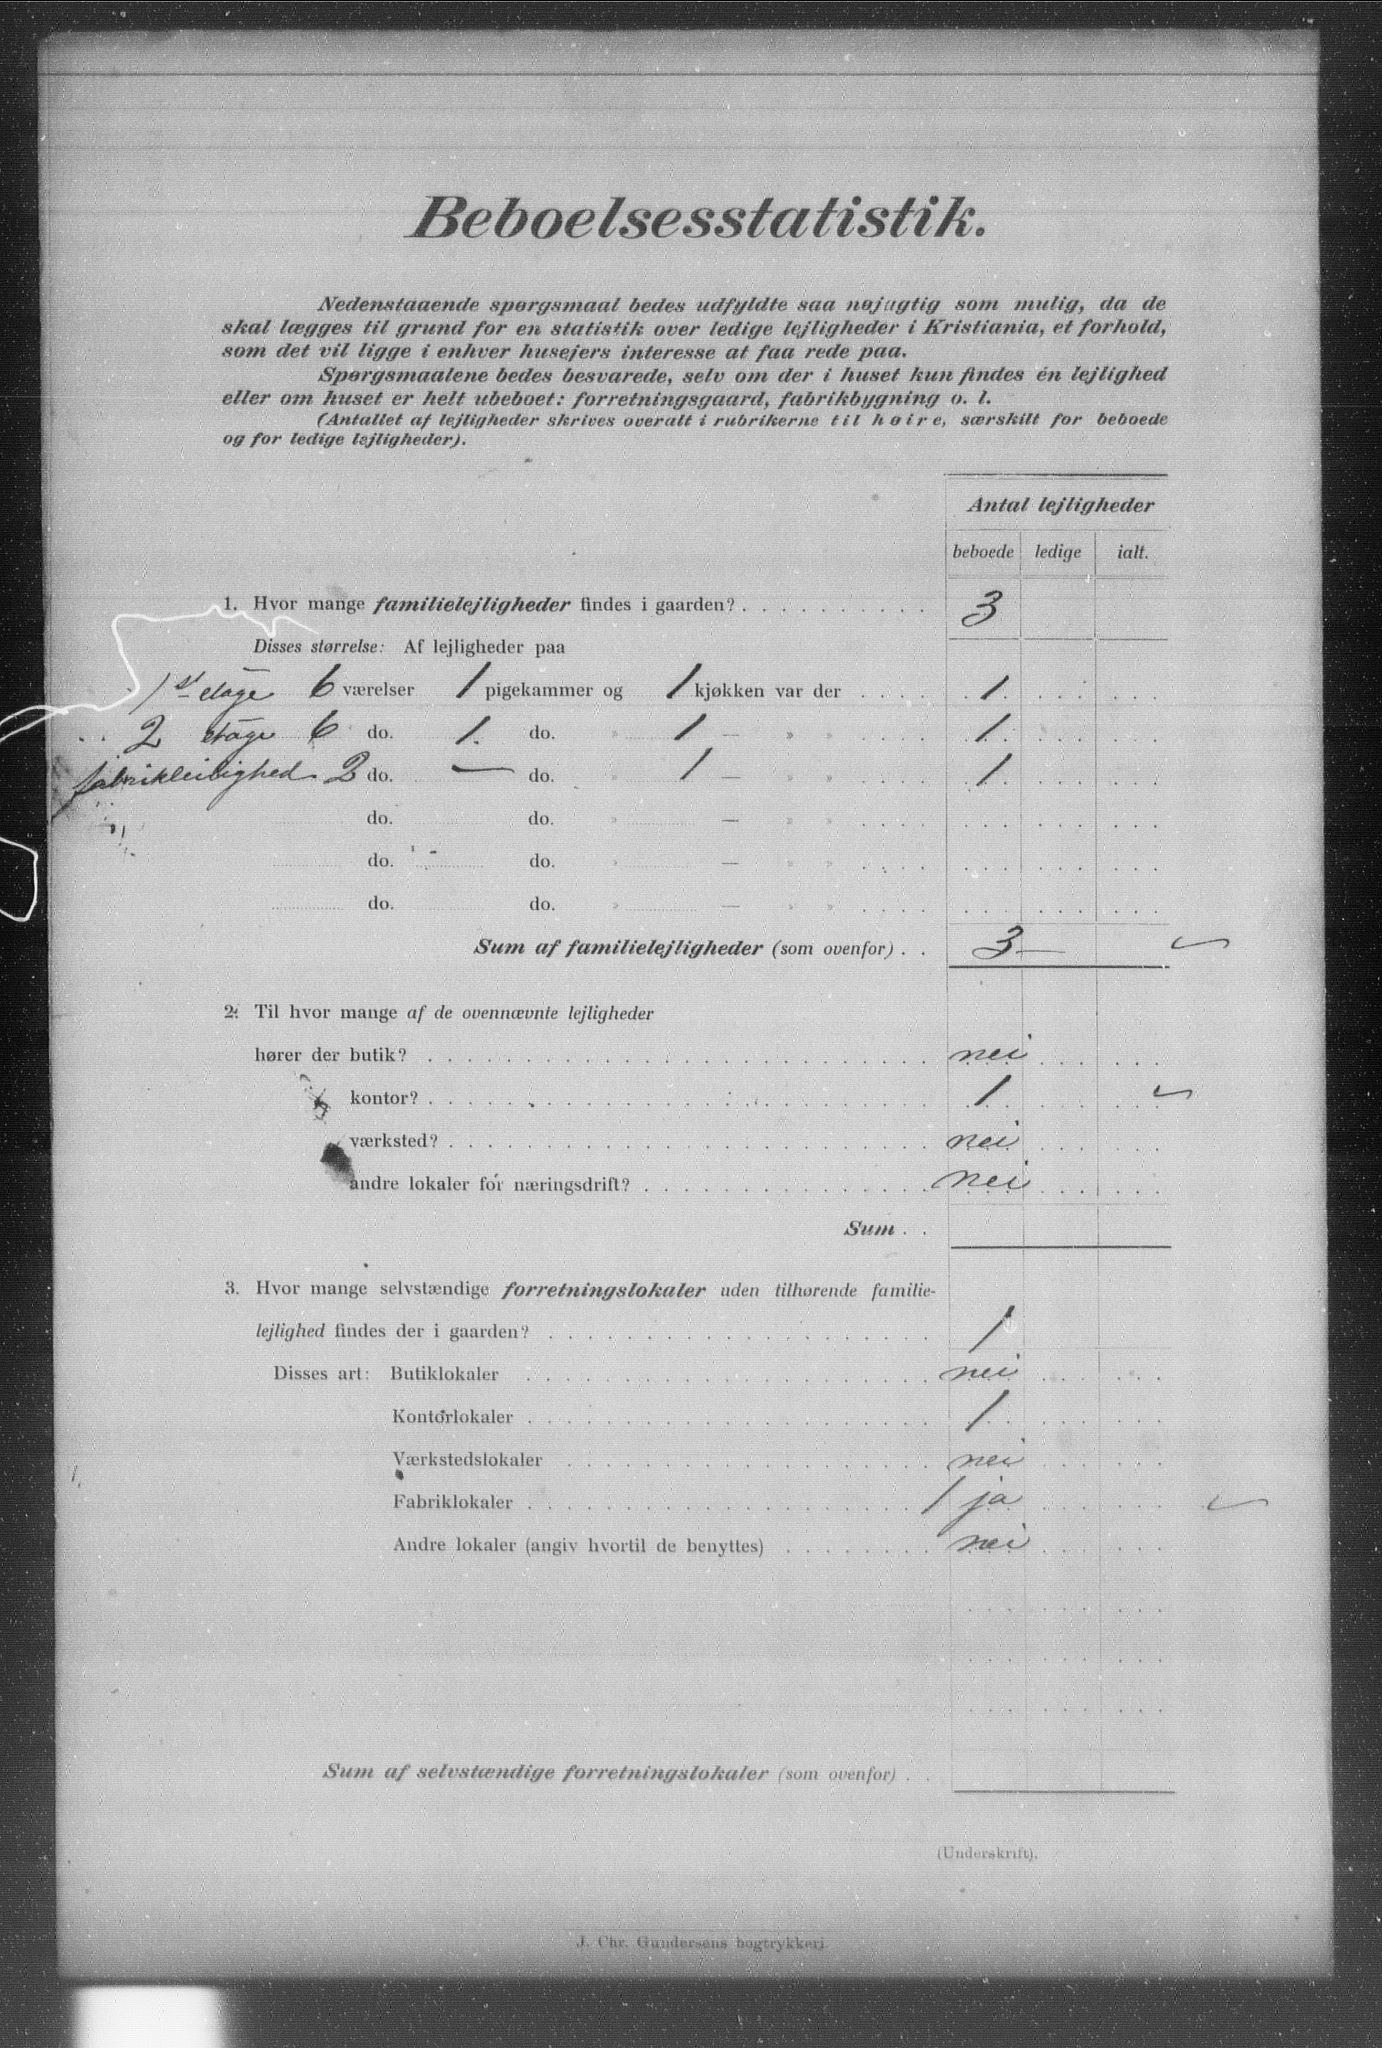 Beboelsesstatistik.
Nedenstaaende spørgsmaal bedes udfyldte saa nøjagtig som mulig, da de
skal lægges til grund for en statistik over ledige lejligheder i Kristiania, et forhold,
som det vil ligge i enhver husejers interesse at faa rede paa.
Spørgsmaalene bedes besvarede, selv om der i huset kun findes én lejlighed
eller om huset er helt ubeboet: forretningsgaard, fabrikbygning o. l.
(Antallet af lejligheder skrives overalt i rubrikerne til høire, særskilt for beboede
og for ledige lejligheder).
Antal lejligheder
beboede ledige ialt.
1. Hvor mange familielejligheder findes i gaarden? . . . . . . . . . . 3
Disses størrelse: Af lejligheder paa
1st etage 6 værelser 1 pigekammer og 1 kjøkken var der . . . . 1
2 etage 6 do. 1. do. » 1 — » » . . . . 1
fabrikleilighed 2 do. — do. » 1 — » » . . . . 1
do. do. » — » » . . . .
do. do. » — » » . . . .
do. do. » — » » . . . .
Sum af familielejligheder (som ovenfor) . . 3 —
2. Til hvor mange af de ovennævnte lejligheder
hører der butik? . . . . . . . . . . nei
kontor? . . . . . . . . . . 1
værksted? . . . . . . . . . . nei
andre lokaler for næringsdrift? . . . . . . . . . . nei
Sum . .
3. Hvor mange selvstændige forretningslokaler uden tilhørende familie-
lejlighed findes der i gaarden? . . . . . . . . . . 1
Disses art: Butiklokaler . . . . . . . . . . nei
Kontorlokaler . . . . . . . . . . 1
Værkstedslokaler . . . . . . . . . . nei
Fabriklokaler . . . . . . . . . . 1 ja
Andre lokaler (angiv hvortil de benyttes) . . . . . . . . nei
Sum af selvstændige forretningslokaler (som ovenfor) . .
(Underskrift).
J. Chr. Gundersens bogtrykkeri.